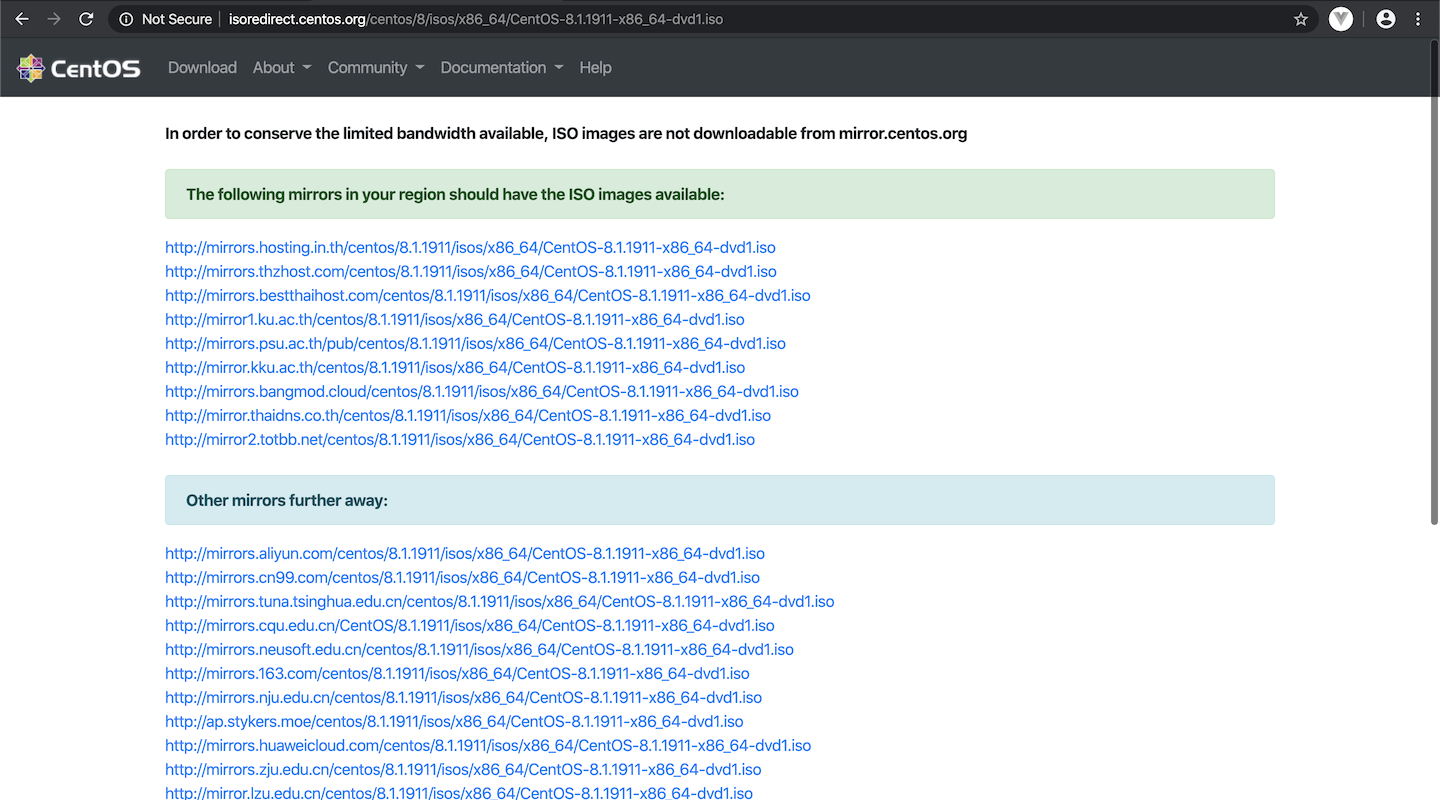 Not Secure | isoredirect.centos.org/centos/8/isos/x86_64/CentOS-8.1.1911-x86_64-dvd1.iso
CentOS Download About Community Documentation Help
In order to conserve the limited bandwidth available, ISO images are not downloadable from mirror.centos.org
The following mirrors in your region should have the ISO images available:
http://mirrors.hosting.in.th/centos/8.1.1911/isos/x86_64/CentOS-8.1.1911-x86_64-dvd1.iso
http://mirrors.thzhost.com/centos/8.1.1911/isos/x86_64/CentOS-8.1.1911-x86_64-dvd1.iso
http://mirrors.bestthaihost.com/centos/8.1.1911/isos/x86_64/CentOS-8.1.1911-x86_64-dvd1.iso
http://mirror1.ku.ac.th/centos/8.1.1911/isos/x86_64/CentOS-8.1.1911-x86_64-dvd1.iso
http://mirrors.psu.ac.th/pub/centos/8.1.1911/isos/x86_64/CentOS-8.1.1911-x86_64-dvd1.iso
http://mirror.kku.ac.th/centos/8.1.1911/isos/x86_64/CentOS-8.1.1911-x86_64-dvd1.iso
http://mirrors.bangmod.cloud/centos/8.1.1911/isos/x86_64/CentOS-8.1.1911-x86_64-dvd1.iso
http://mirror.thaidns.co.th/centos/8.1.1911/isos/x86_64/CentOS-8.1.1911-x86_64-dvd1.iso
http://mirror2.totbb.net/centos/8.1.1911/isos/x86_64/CentOS-8.1.1911-x86_64-dvd1.iso
Other mirrors further away:
http://mirrors.aliyun.com/centos/8.1.1911/isos/x86_64/CentOS-8.1.1911-x86_64-dvd1.iso
http://mirrors.cn99.com/centos/8.1.1911/isos/x86_64/CentOS-8.1.1911-x86_64-dvd1.iso
http://mirrors.tuna.tsinghua.edu.cn/centos/8.1.1911/isos/x86_64/CentOS-8.1.1911-x86_64-dvd1.iso
http://mirrors.cqu.edu.cn/CentOS/8.1.1911/isos/x86_64/CentOS-8.1.1911-x86_64-dvd1.iso
http://mirrors.neusoft.edu.cn/centos/8.1.1911/isos/x86_64/CentOS-8.1.1911-x86_64-dvd1.iso
http://mirrors.163.com/centos/8.1.1911/isos/x86_64/CentOS-8.1.1911-x86_64-dvd1.iso
http://mirrors.nju.edu.cn/centos/8.1.1911/isos/x86_64/CentOS-8.1.1911-x86_64-dvd1.iso
http://ap.stykers.moe/centos/8.1.1911/isos/x86_64/CentOS-8.1.1911-x86_64-dvd1.iso
http://mirrors.huaweicloud.com/centos/8.1.1911/isos/x86_64/CentOS-8.1.1911-x86_64-dvd1.iso
http://mirrors.zju.edu.cn/centos/8.1.1911/isos/x86_64/CentOS-8.1.1911-x86_64-dvd1.iso
http://mirror.lzu.edu.cn/centos/8.1.1911/isos/x86_64/CentOS-8.1.1911-x86_64-dvd1.iso